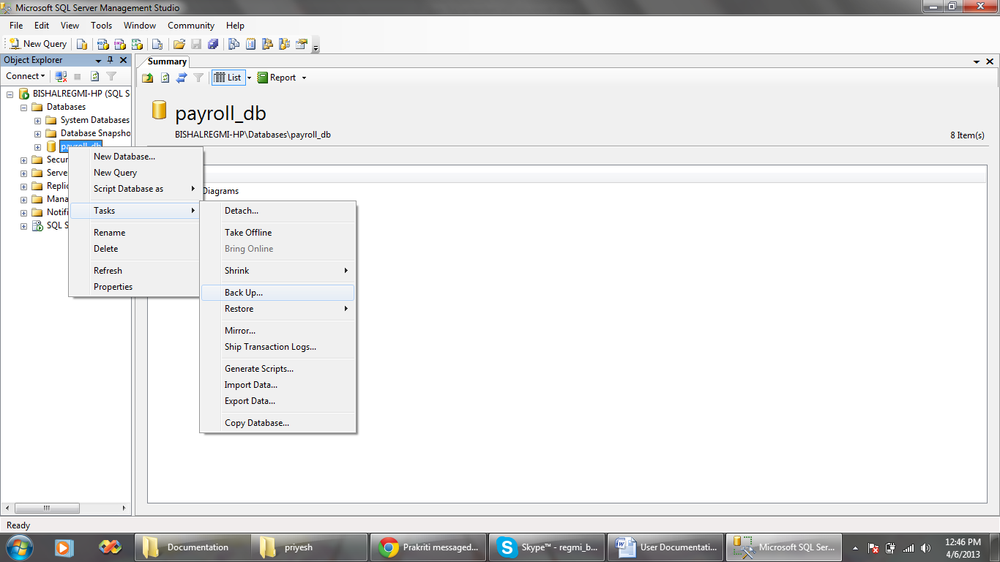 Microsoft SQL Server Management Studio
File Edit View Tools Window Community Help
New Query
Object Explorer
Connect
BISHALREGMI-HP (SQL S
Databases
System Databases
Database Snapsho
payroll_db
Secur
Serve
Replic
Mana
Notifi
SQL S
New Database...
New Query
Script Database as
Tasks
Rename
Delete
Refresh
Properties
Detach...
Take Offline
Bring Online
Shrink
Back Up...
Restore
Mirror...
Ship Transaction Logs...
Generate Scripts...
Import Data...
Export Data...
Copy Database...
Summary
List Report
payroll_db
BISHALREGMI-HP\Databases\payroll_db
8 Item(s)
Diagrams
Ready
Documentation
priyesh
Prakriti messaged...
Skype™ - regmi_b...
User Documentati...
Microsoft SQL Ser...
12:46 PM
4/6/2013